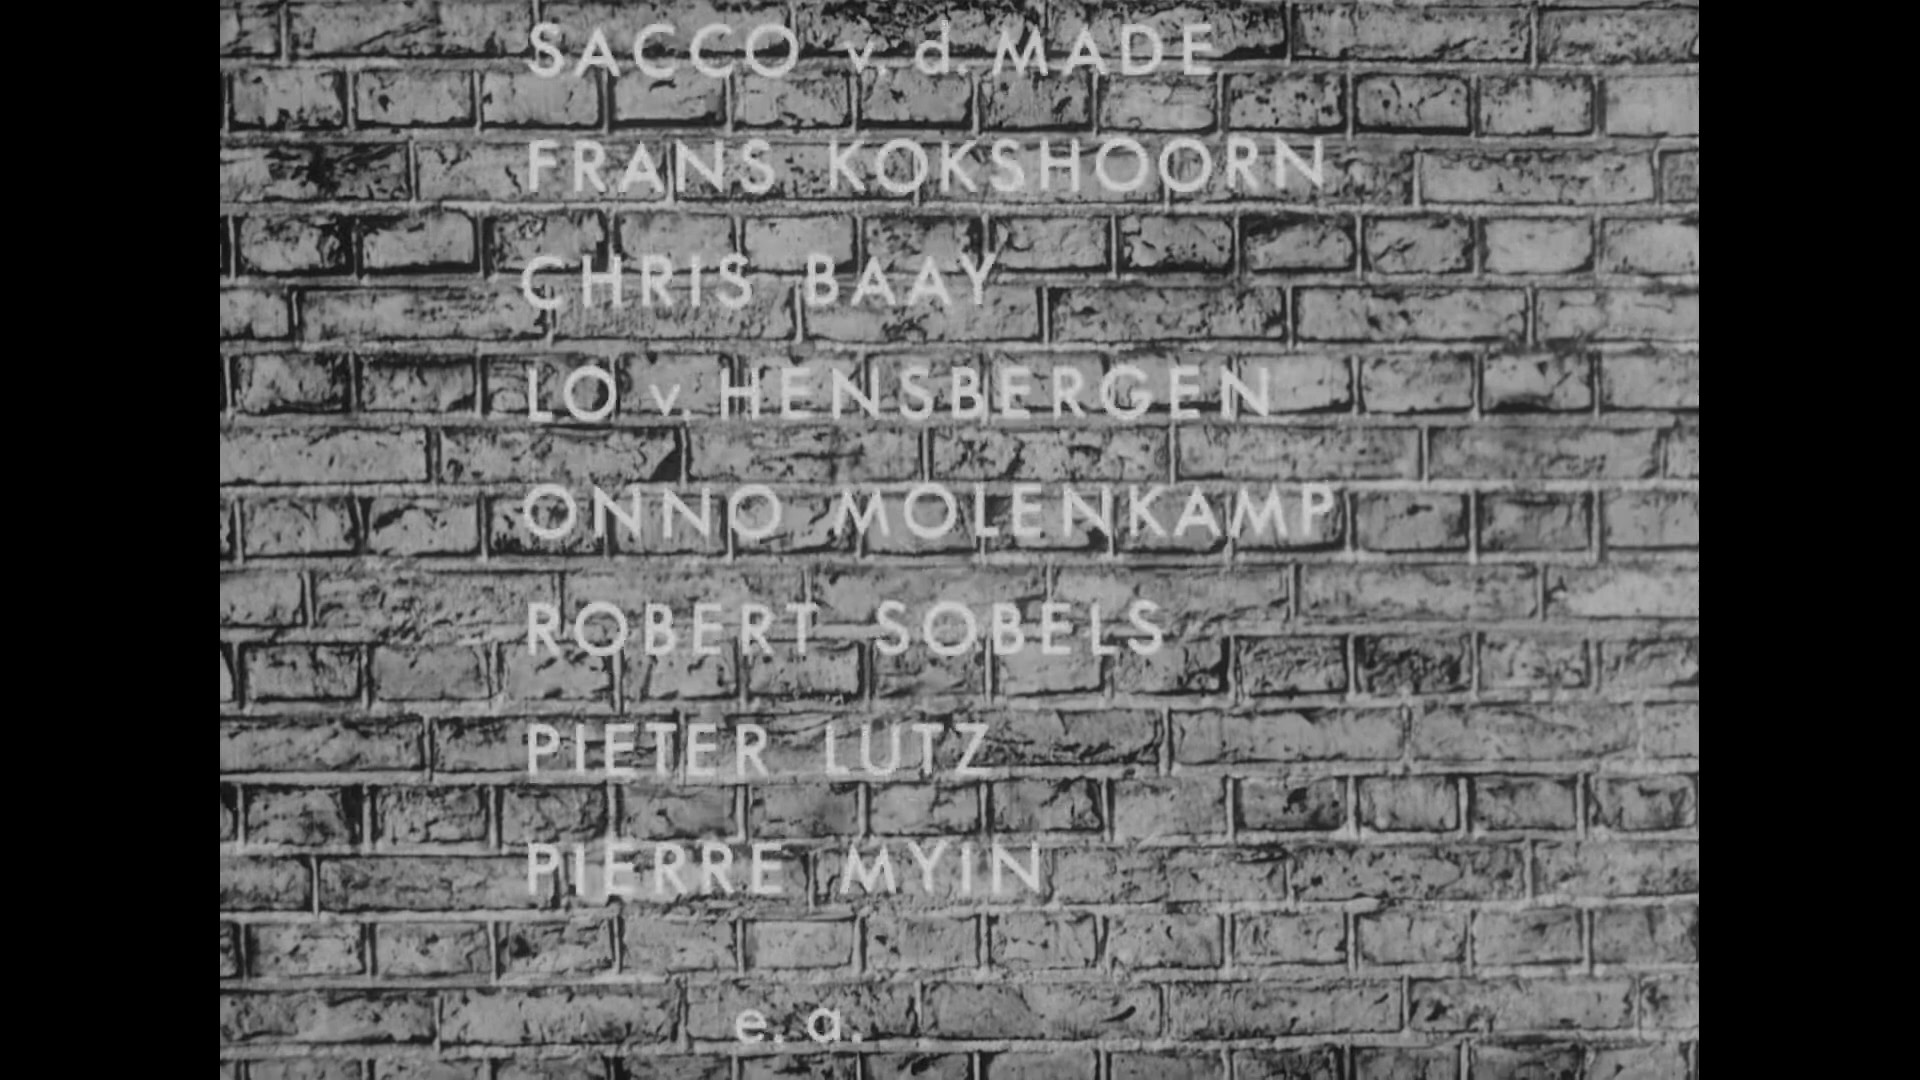 SACCO v. d. MADE
FRANS KOKSHOORN
CHRIS BAAY
LO v. HENSBERGEN
ONNO MOLENKAMP
ROBERT SOBELS
PIETER LUTZ
PIERRE MYIN
e. a.